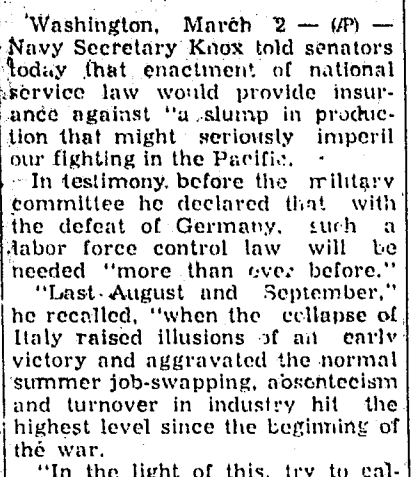 Washington, March 2 — (AP) —
Navy Secretary Knox told senators
today that enactment of national
service law would provide insur-
ance against "a slump in produc-
tion that might seriously imperil
our fighting in the Pacific.
In testimony before the military
committee he declared that with
the defeat of Germany, such a
labor force control law will be
needed "more than ever before."
"Last August and September,"
he recalled, "when the collapse of
Italy raised illusions of an early
victory and aggravated the normal
summer job-swapping, absenteeism
and turnover in industry hit the
highest level since the beginning of
the war.
"In the light of this, try to cal-